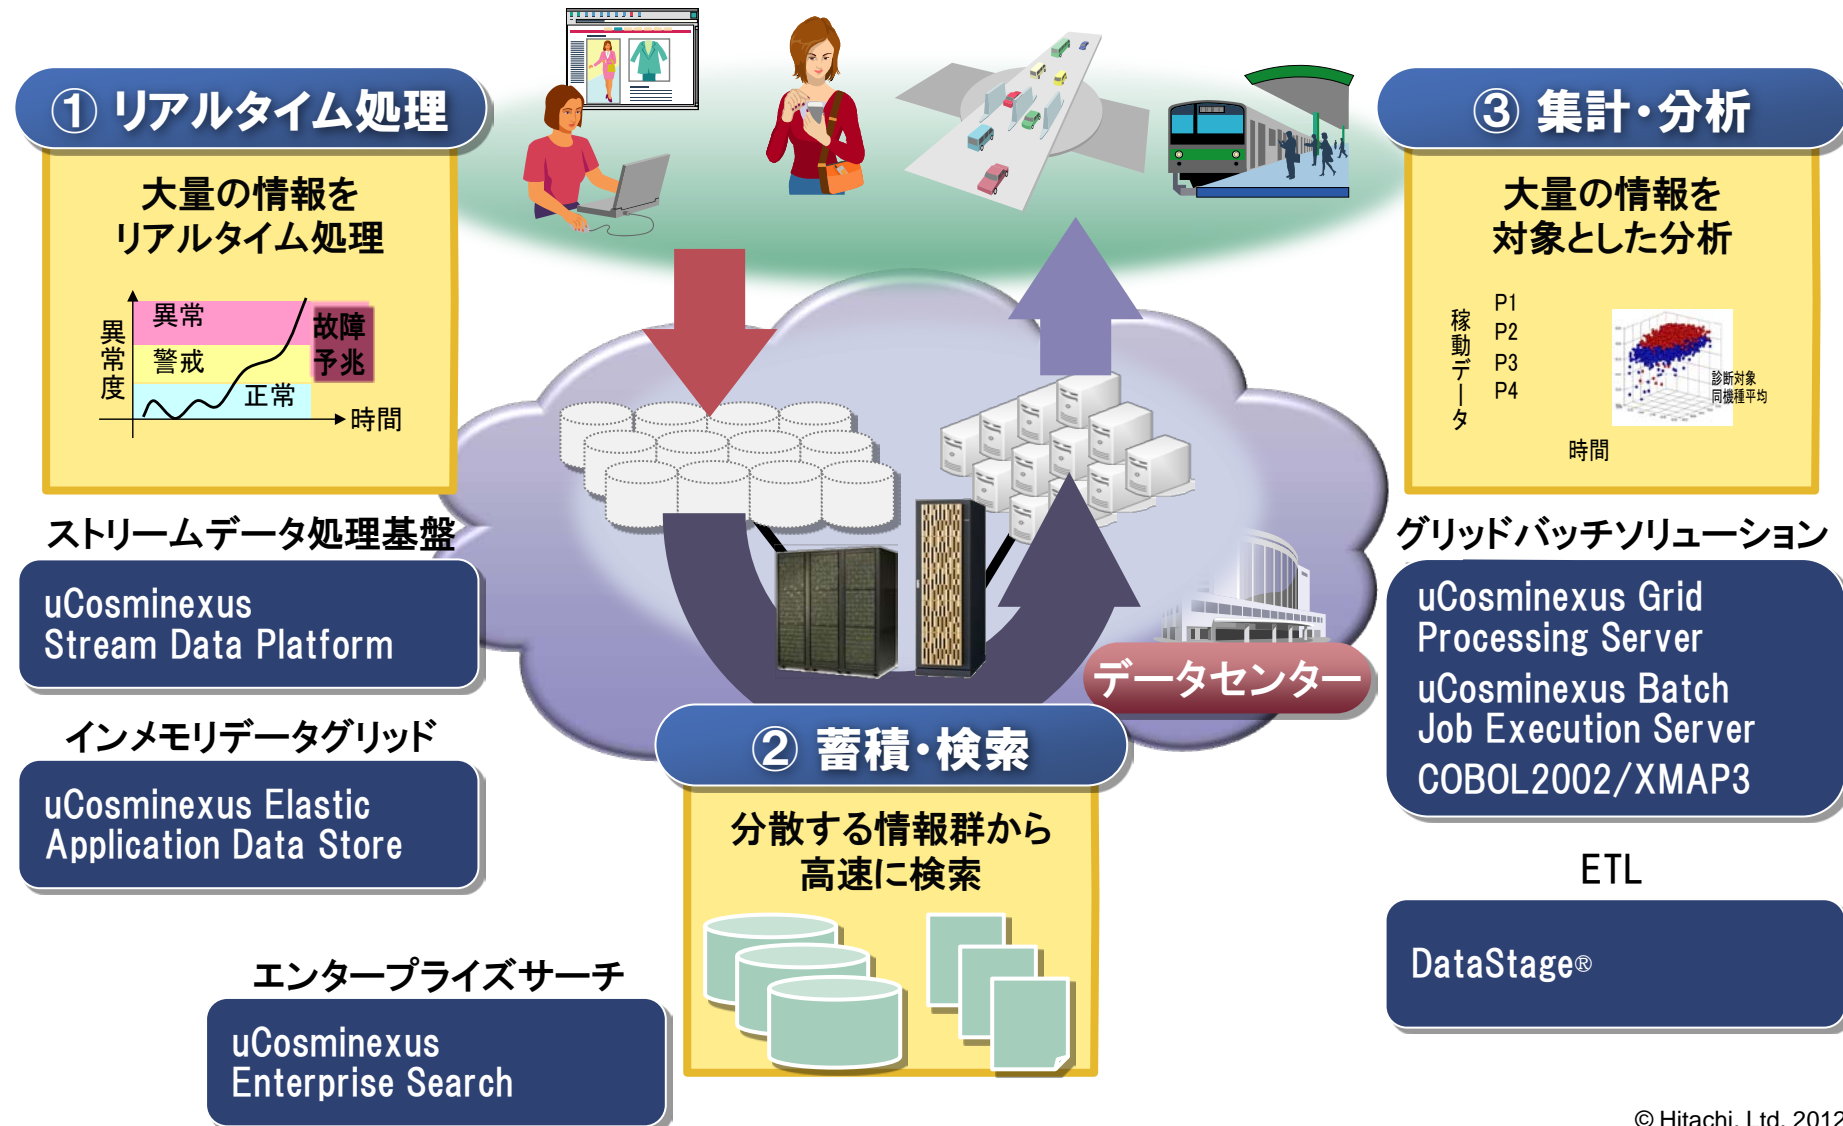 ① リアルタイム処理
大量の情報を
リアルタイム処理
異常度
異常
警戒
正常
故障
予兆
時間
ストリームデータ処理基盤
uCosminexus
Stream Data Platform
インメモリデータグリッド
uCosminexus Elastic
Application Data Store
エンタープライズサーチ
uCosminexus
Enterprise Search
データセンター
② 蓄積・検索
分散する情報群から
高速に検索
③ 集計・分析
大量の情報を
対象とした分析
稼動データ
P1
P2
P3
P4
診断対象
同機種平均
時間
グリッドバッチソリューション
uCosminexus Grid
Processing Server
uCosminexus Batch
Job Execution Server
COBOL2002/XMAP3
ETL
DataStage®
© Hitachi, Ltd. 2012